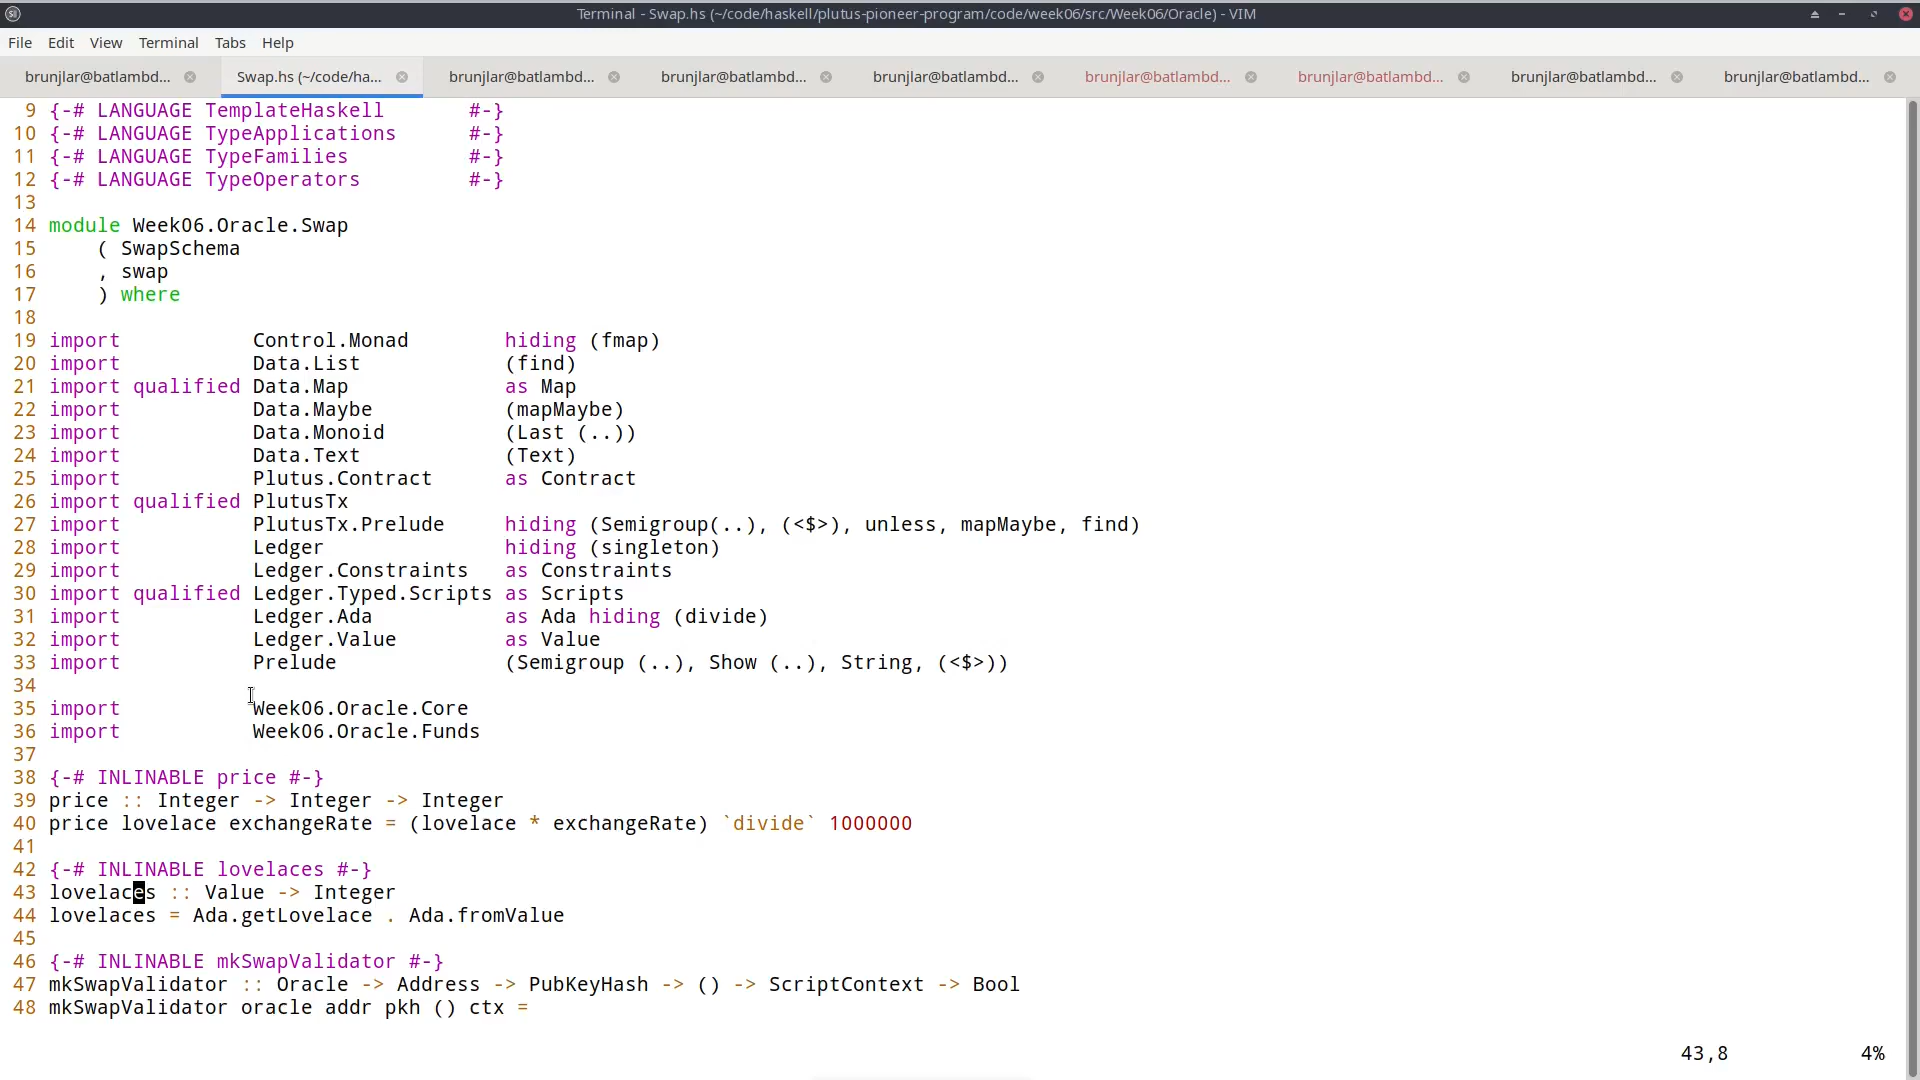 Terminal - Swap.hs (~/code/haskell/plutus-pioneer-program/code/week06/src/Week06/Oracle) - VIM
File Edit View Terminal Tabs Help
brunjlar@batlambd... Swap.hs (~/code/ha... brunjlar@batlambd... brunjlar@batlambd... brunjlar@batlambd... brunjlar@batlambd... brunjlar@batlambd... brunjlar@batlambd... brunjlar@batlambd...
9 {-# LANGUAGE TemplateHaskell       #-}
10 {-# LANGUAGE TypeApplications      #-}
11 {-# LANGUAGE TypeFamilies          #-}
12 {-# LANGUAGE TypeOperators         #-}
13
14 module Week06.Oracle.Swap
15     ( SwapSchema
16     , swap
17     ) where
18
19 import           Control.Monad        hiding (fmap)
20 import           Data.List            (find)
21 import qualified Data.Map             as Map
22 import           Data.Maybe           (mapMaybe)
23 import           Data.Monoid          (Last (..))
24 import           Data.Text            (Text)
25 import           Plutus.Contract      as Contract
26 import qualified PlutusTx
27 import           PlutusTx.Prelude     hiding (Semigroup(..), (<$>), unless, mapMaybe, find)
28 import           Ledger               hiding (singleton)
29 import           Ledger.Constraints   as Constraints
30 import qualified Ledger.Typed.Scripts as Scripts
31 import           Ledger.Ada           as Ada hiding (divide)
32 import           Ledger.Value         as Value
33 import           Prelude              (Semigroup (..), Show (..), String, (<$>))
34
35 import           Week06.Oracle.Core
36 import           Week06.Oracle.Funds
37
38 {-# INLINABLE price #-}
39 price :: Integer -> Integer -> Integer
40 price lovelace exchangeRate = (lovelace * exchangeRate) `divide` 1000000
41
42 {-# INLINABLE lovelaces #-}
43 lovelaces :: Value -> Integer
44 lovelaces = Ada.getLovelace . Ada.fromValue
45
46 {-# INLINABLE mkSwapValidator #-}
47 mkSwapValidator :: Oracle -> Address -> PubKeyHash -> () -> ScriptContext -> Bool
48 mkSwapValidator oracle addr pkh () ctx =
43,8 4%